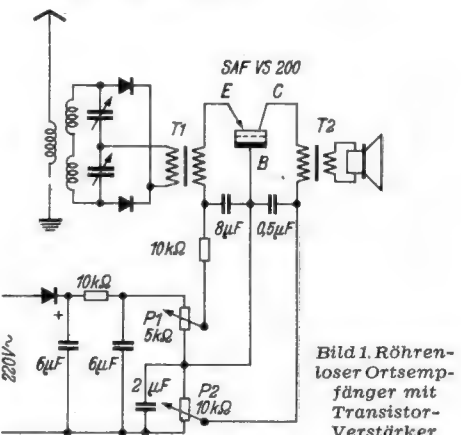 SAF VS 200
E
C
T1
T2
B
8µF
0,5µF
10kΩ
10kΩ
+
P1
5kΩ
220V~
6µF
6µF
2 µF
P2
10kΩ
Bild 1. Röhren-
loser Ortsemp-
fänger mit
Transistor-
Verstärker